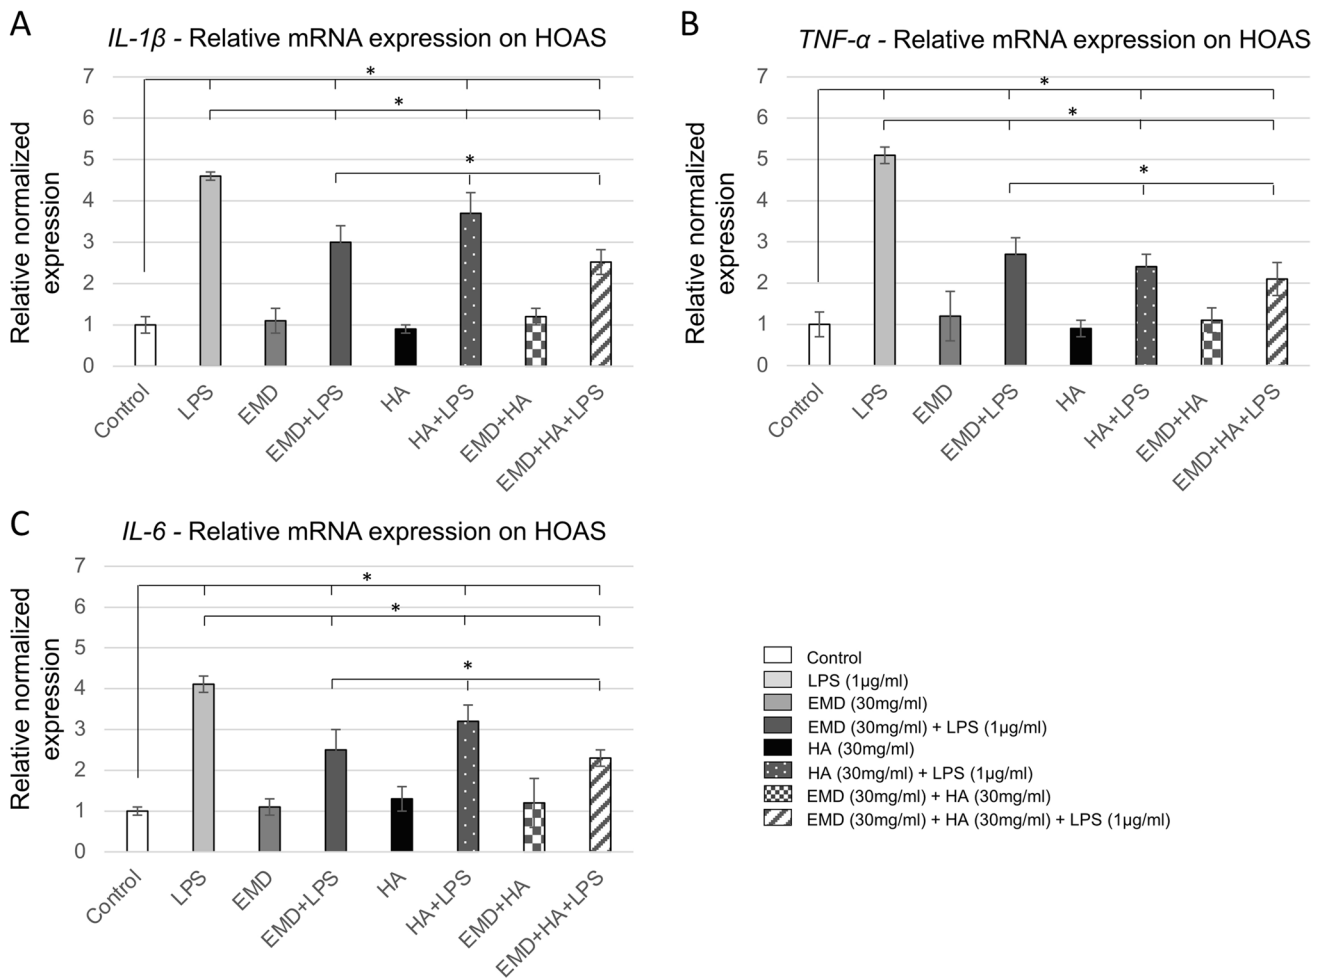 A
IL-1β - Relative mRNA expression on HOAS
Relative normalized
expression
7
6
5
4
3
2
1
0
*
*
*
Control
LPS
EMD
EMD+LPS
HA
HA+LPS
EMD+HA
EMD+HA+LPS
B
TNF-α - Relative mRNA expression on HOAS
Relative normalized
expression
7
6
5
4
3
2
1
0
*
*
*
Control
LPS
EMD
EMD+LPS
HA
HA+LPS
EMD+HA
EMD+HA+LPS
C
IL-6 - Relative mRNA expression on HOAS
Relative normalized
expression
7
6
5
4
3
2
1
0
*
*
*
Control
LPS
EMD
EMD+LPS
HA
HA+LPS
EMD+HA
EMD+HA+LPS
Control
LPS (1µg/ml)
EMD (30mg/ml)
EMD (30mg/ml) + LPS (1µg/ml)
HA (30mg/ml)
HA (30mg/ml) + LPS (1µg/ml)
EMD (30mg/ml) + HA (30mg/ml)
EMD (30mg/ml) + HA (30mg/ml) + LPS (1µg/ml)